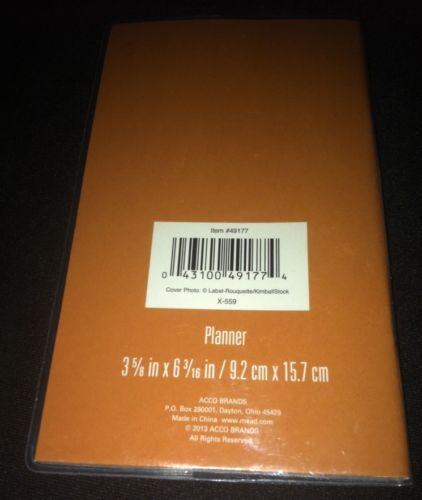 Item #49177
0 43100 49177 4
Cover Photo: © Labat-Rouquette/KimballStock
X-559
Planner
3 5/8 in x 6 3/16 in / 9.2 cm x 15.7 cm
ACCO BRANDS
P.O. Box 290001, Dayton, Ohio 45429
Made in China www.mead.com
© 2013 ACCO BRANDS
All Rights Reserved